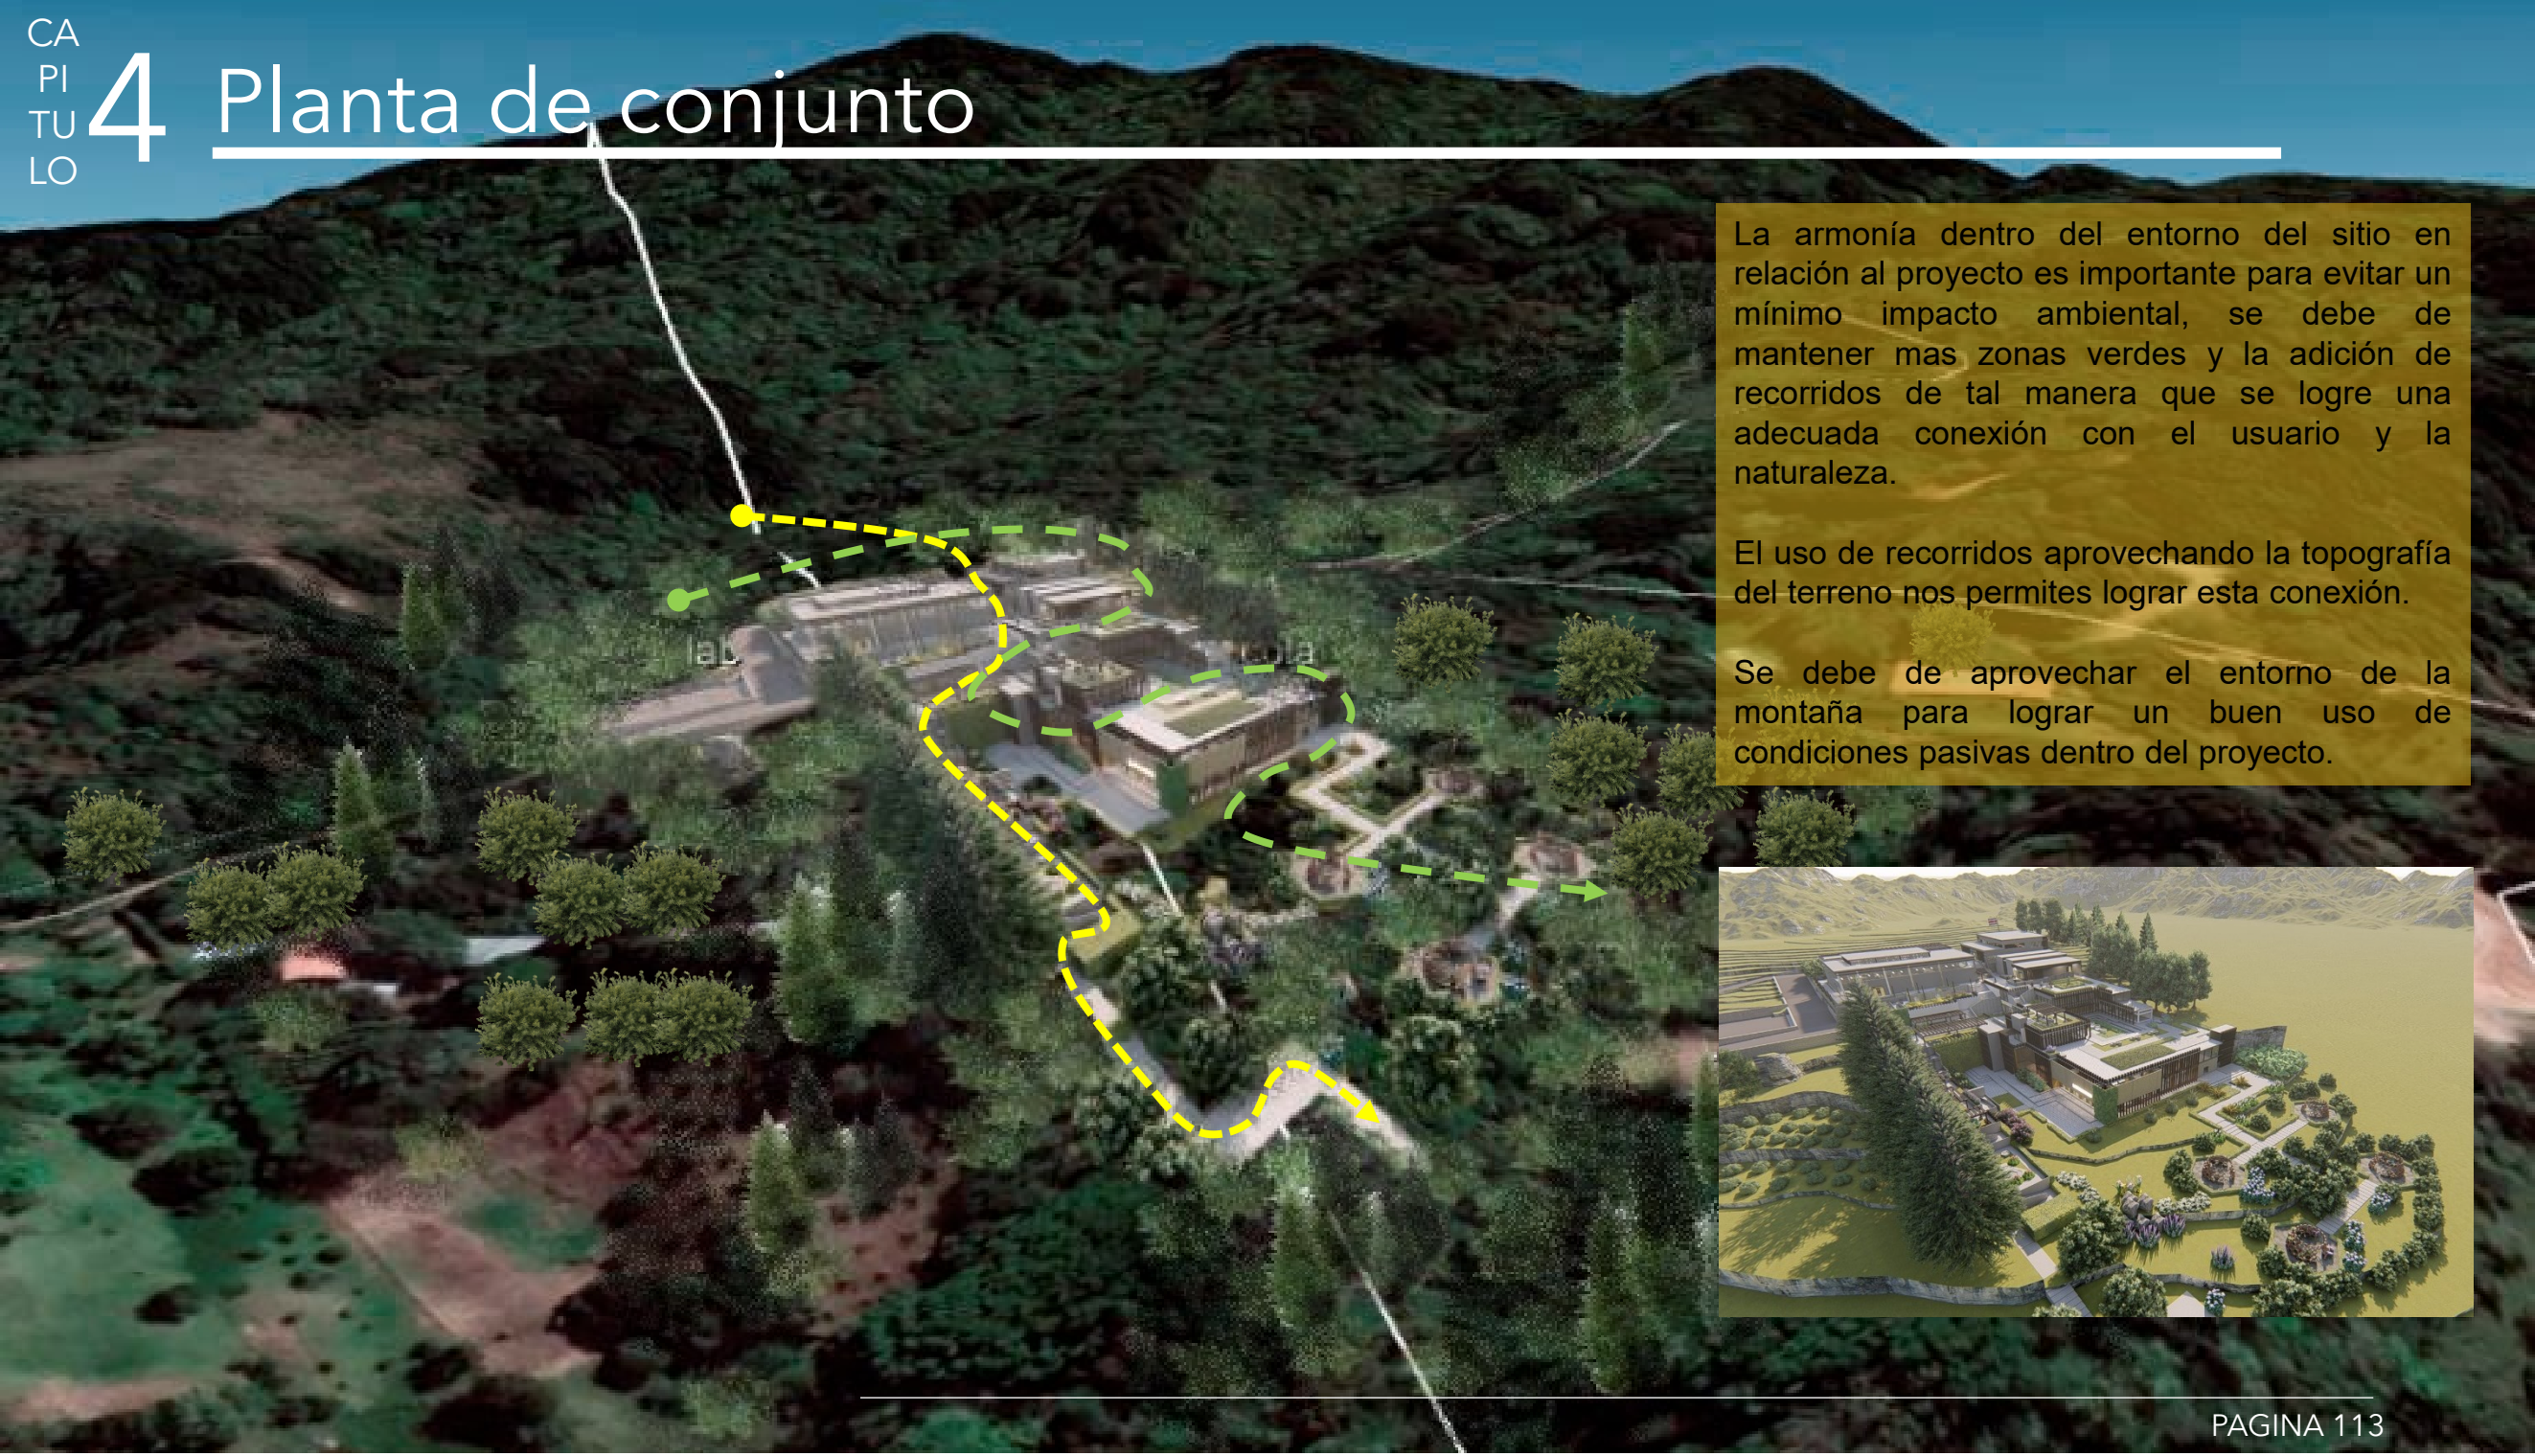 CA
PI
TU
LO
4
Planta de conjunto
La armonía dentro del entorno del sitio en
relación al proyecto es importante para evitar un
mínimo impacto ambiental, se debe de
mantener mas zonas verdes y la adición de
recorridos de tal manera que se logre una
adecuada conexión con el usuario y la
naturaleza.
El uso de recorridos aprovechando la topografía
del terreno nos permites lograr esta conexión.
Se debe de aprovechar el entorno de la
montaña para lograr un buen uso de
condiciones pasivas dentro del proyecto.
PAGINA 113